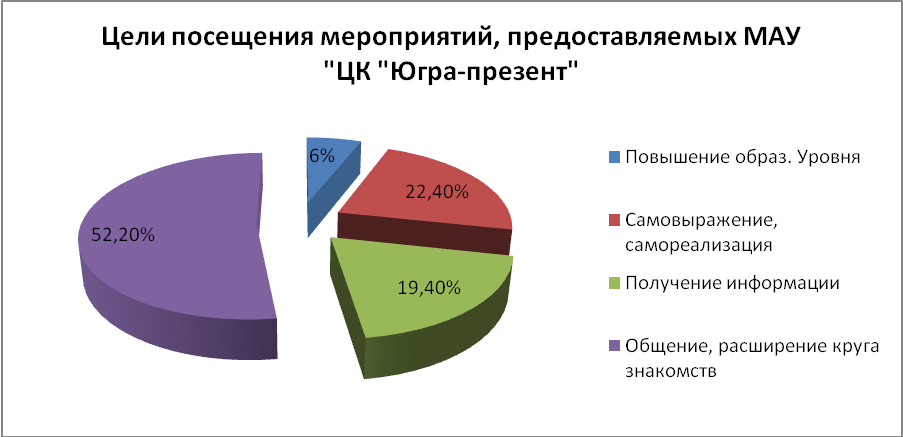 Цели посещения мероприятий, предоставляемых МАУ
"ЦК "Югра-презент"
6%
22,40%
52,20%
19,40%
Повышение образ. Уровня
Самовыражение,
самореализация
Получение информации
Общение, расширение круга
знакомств